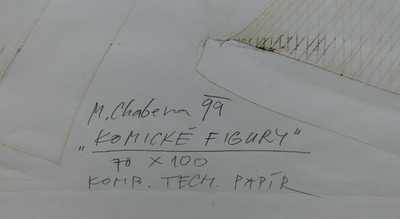 M. Chabera 99
„KOMICKÉ FIGURY"
70 X 100
KOMB. TECH. PAPÍR